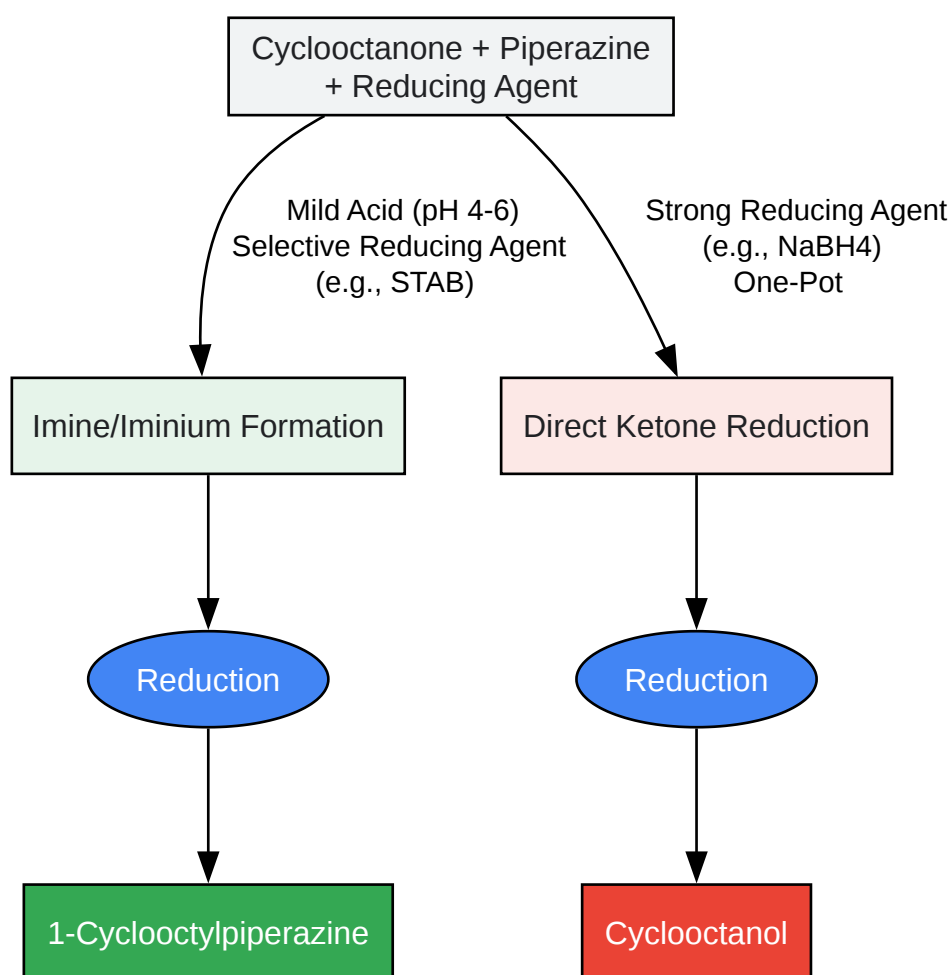 Cyclooctanone + Piperazine
+ Reducing Agent
Mild Acid (pH 4-6)
Selective Reducing Agent
(e.g., STAB)
Strong Reducing Agent
(e.g., NaBH4)
One-Pot
Imine/Iminium Formation
Direct Ketone Reduction
Reduction
Reduction
1-Cyclooctylpiperazine
Cyclooctanol